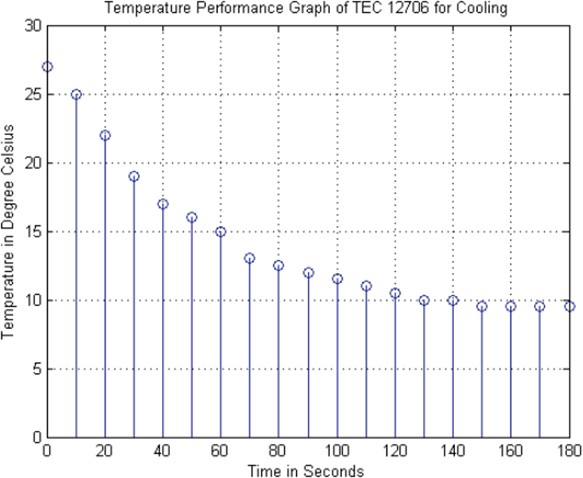 Temperature Performance Graph of TEC 12706 for Cooling
30
25
20
15
10
5
0
Temperature in Degree Celsius
0 20 40 60 80 100 120 140 160 180
Time in Seconds